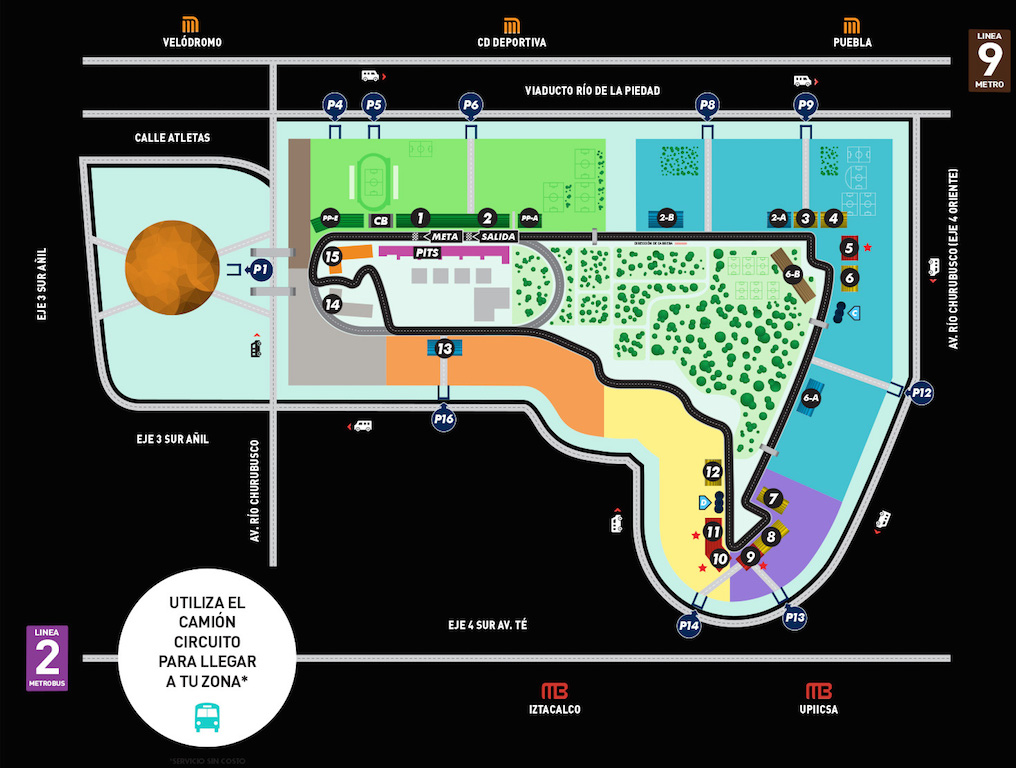 VELÓDROMO
CD DEPORTIVA
PUEBLA
LINEA
9
METRO
VIADUCTO RÍO DE LA PIEDAD
P4
P5
P6
P8
P9
CALLE ATLETAS
AV. RÍO CHURUBUSCO (EJE 4 ORIENTE)
EJE 3 SUR AÑIL
PP-E
CB
1
2
PP-A
2-B
2-A
3
4
META
SALIDA
PITS
15
14
5
6
6-B
C
P1
13
6-A
P12
P16
EJE 3 SUR AÑIL
AV. RÍO CHURUBUSCO
12
D
7
11
8
10
9
P14
P13
UTILIZA EL
CAMIÓN
CIRCUITO
PARA LLEGAR
A TU ZONA*
*SERVICIO SIN COSTO
EJE 4 SUR AV. TÉ
LINEA
2
METROBUS
MB
IZTACALCO
MB
UPIICSA